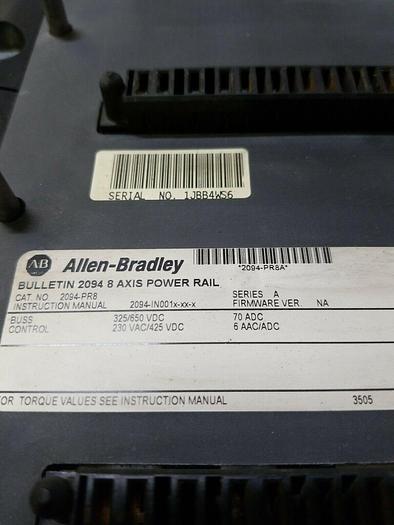 SERIAL NO. 1JBB4WS6
AB Allen-Bradley
*2094-PR8A*
BULLETIN 2094 8 AXIS POWER RAIL
CAT. NO. 2094-PR8 SERIES A
INSTRUCTION MANUAL 2094-IN001x-xx-x FIRMWARE VER. NA
BUSS 325/650 VDC 70 ADC
CONTROL 230 VAC/425 VDC 6 AAC/ADC
FOR TORQUE VALUES SEE INSTRUCTION MANUAL 3505